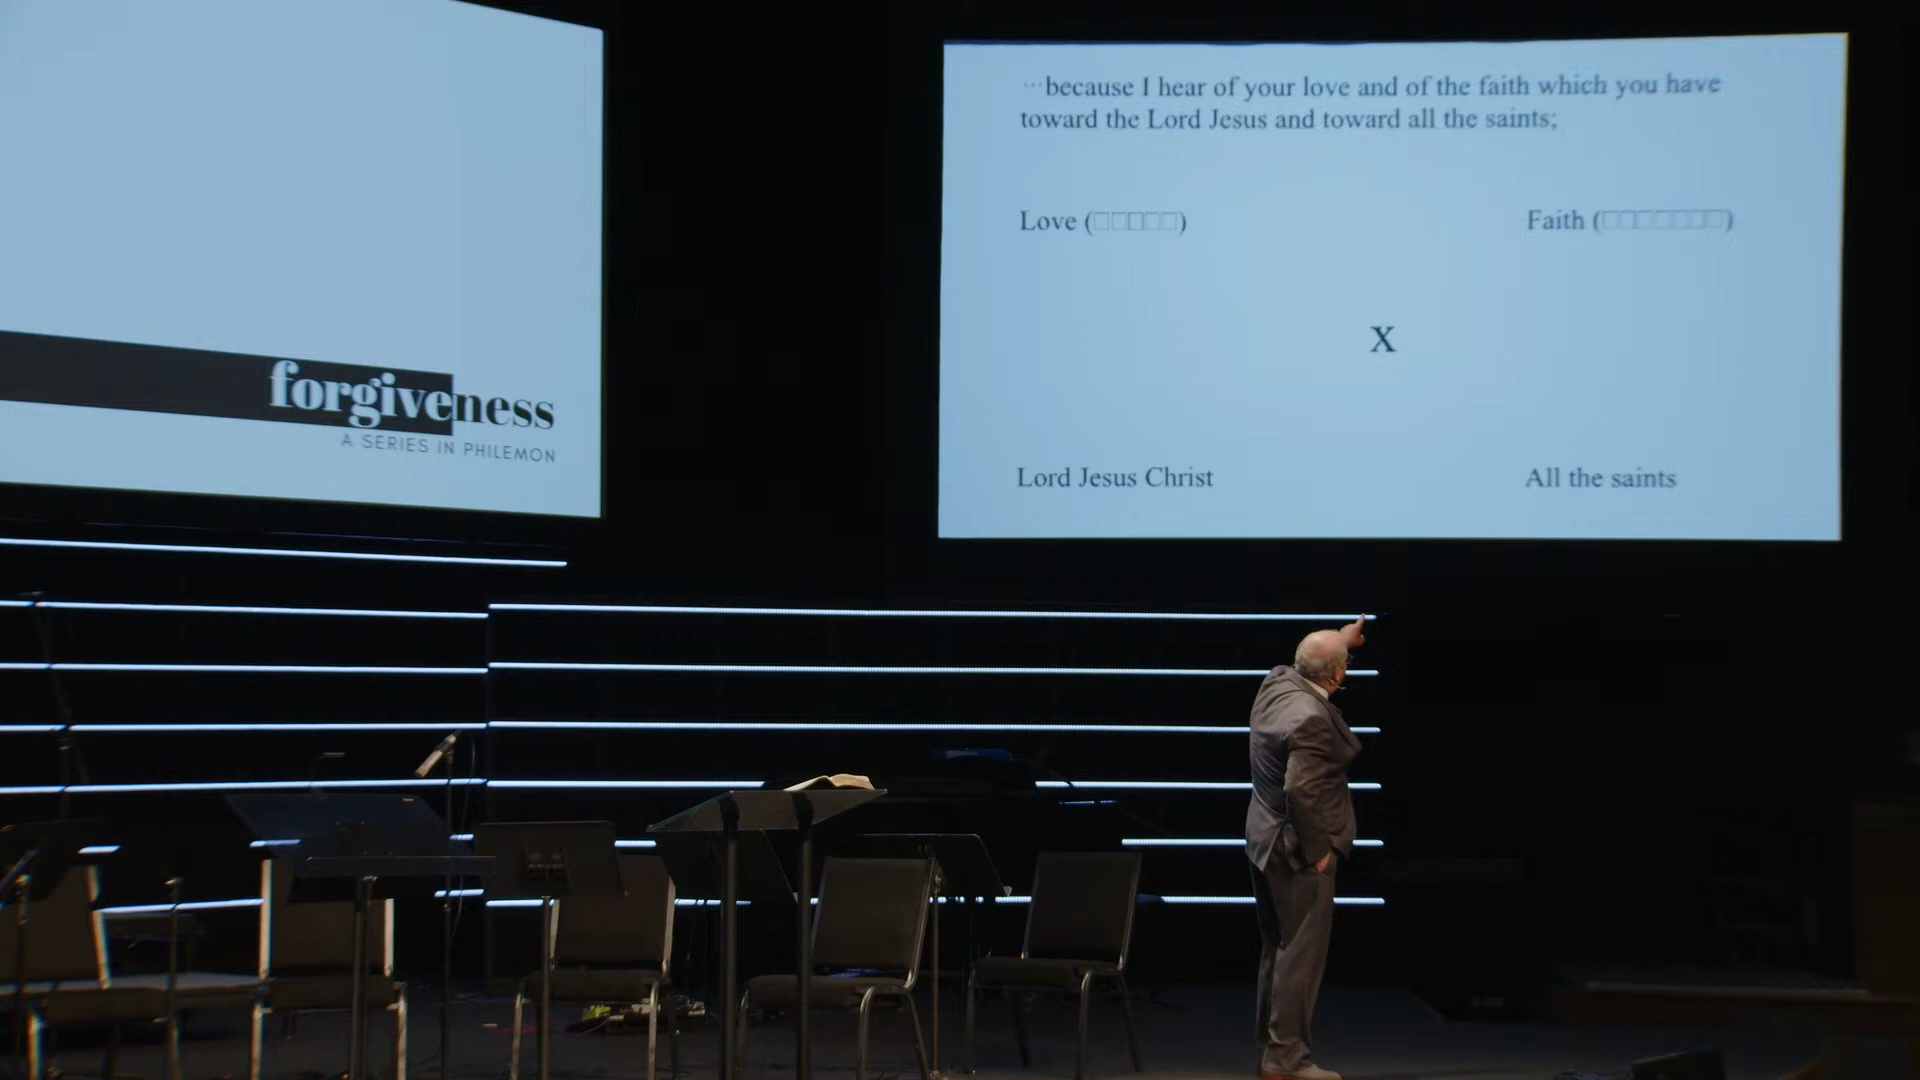 forgiveness
A SERIES IN PHILEMON
...because I hear of your love and of the faith which you have
toward the Lord Jesus and toward all the saints;
Love (□□□□□)
Faith (□□□□□□□)
X
Lord Jesus Christ
All the saints